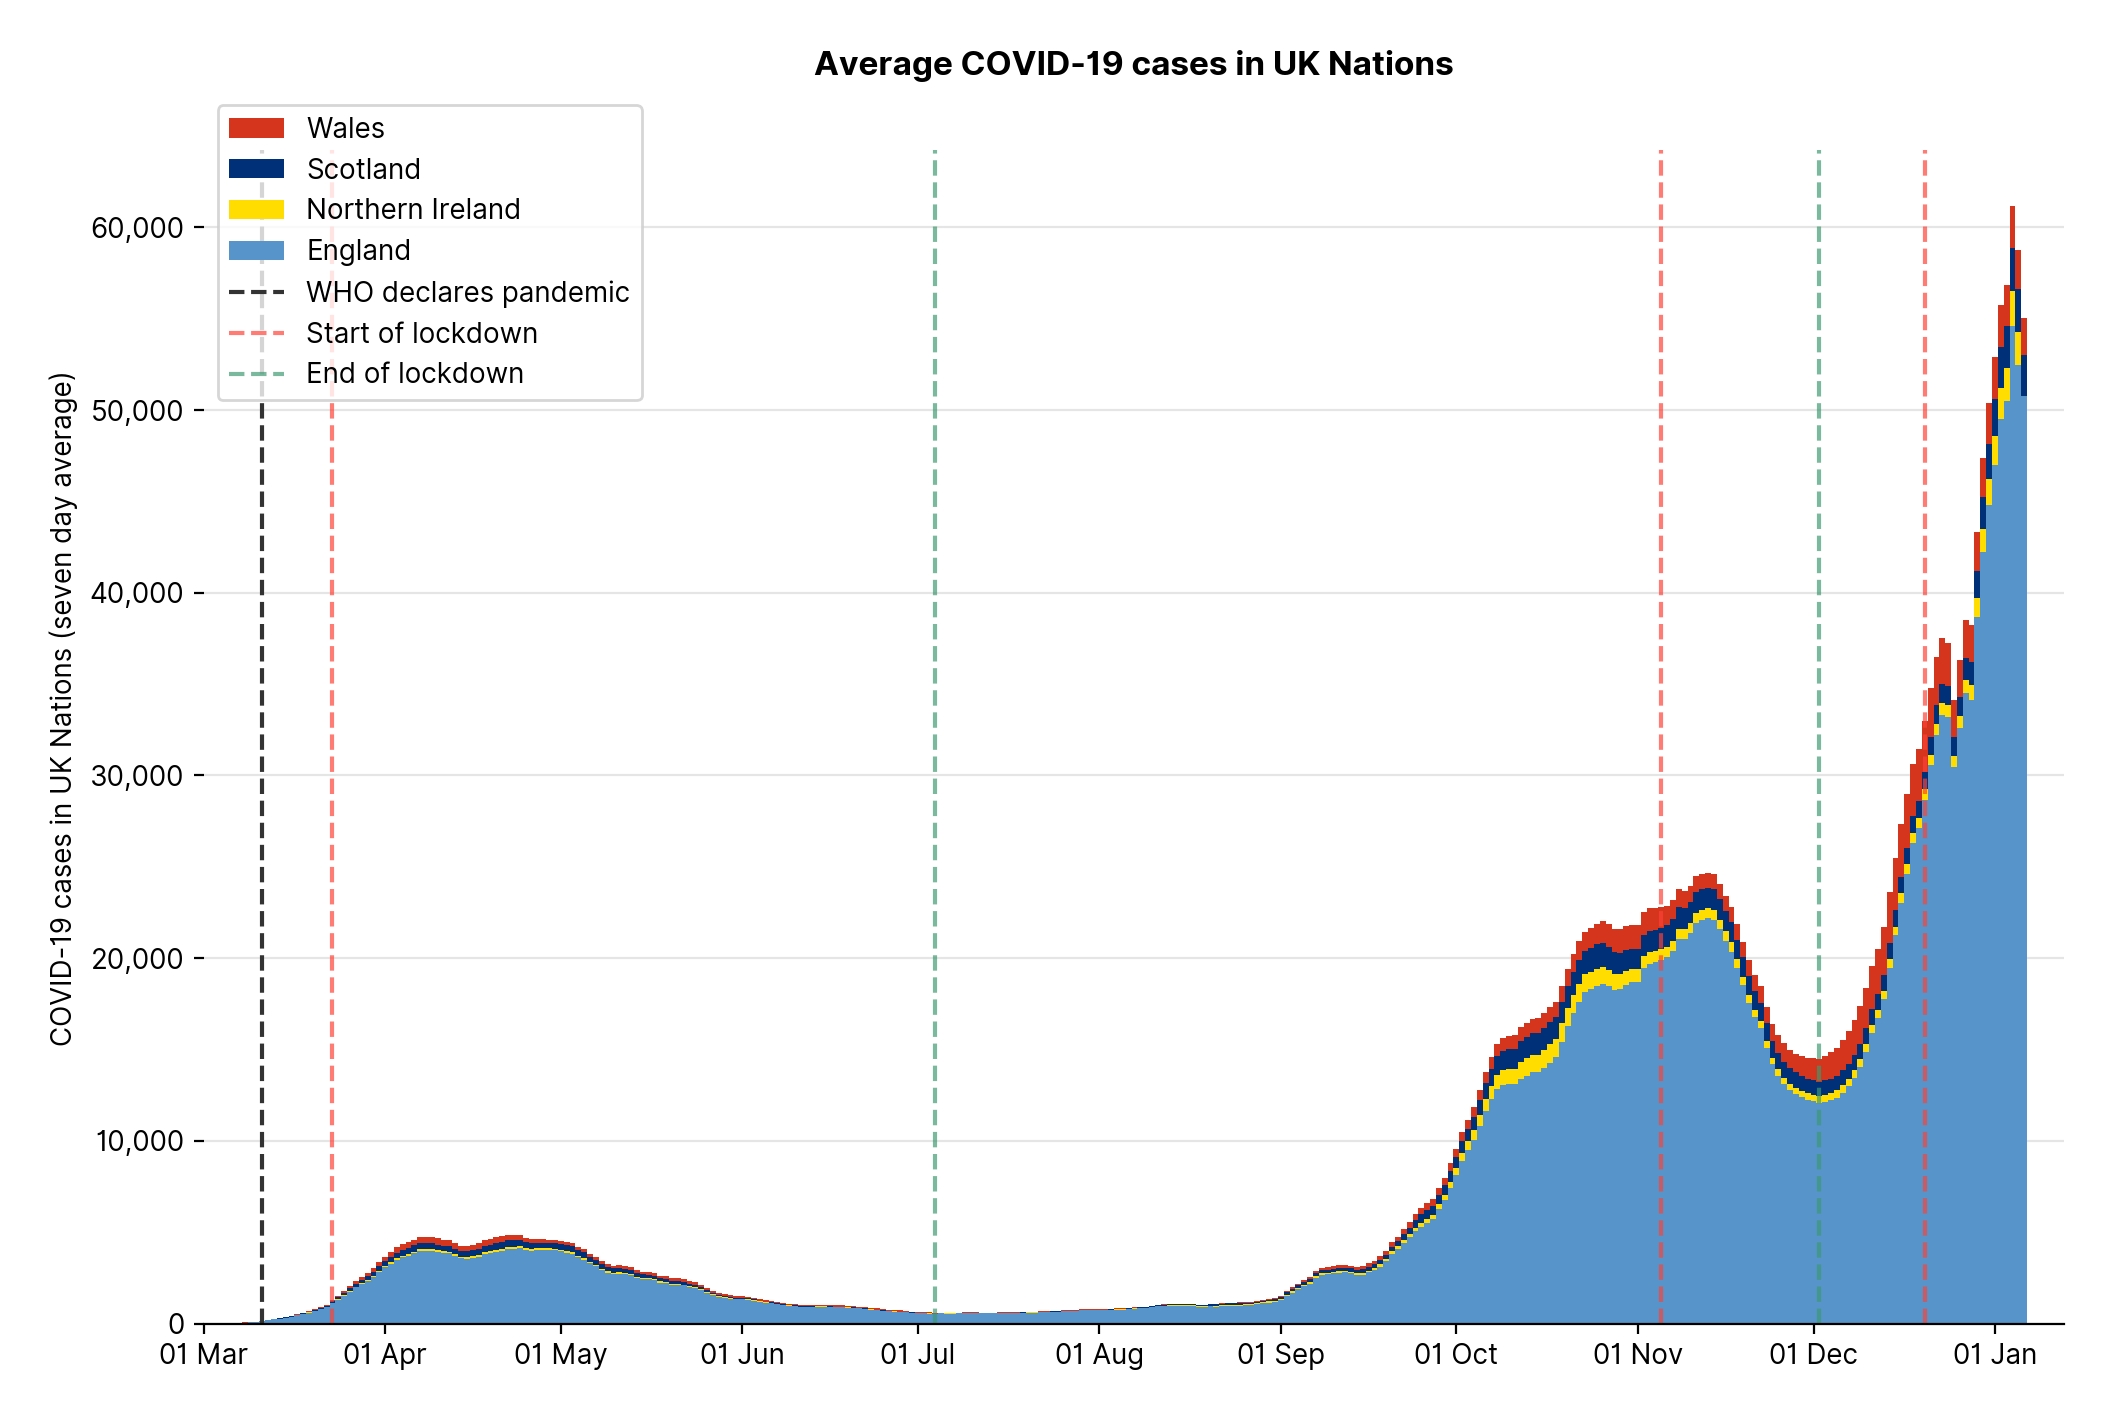 Average COVID-19 cases in UK Nations
Wales
Scotland
Northern Ireland
England
WHO declares pandemic
Start of lockdown
End of lockdown
COVID-19 cases in UK Nations (seven day average)
60,000
50,000
40,000
30,000
20,000
10,000
0
01 Mar 01 Apr 01 May 01 Jun 01 Jul 01 Aug 01 Sep 01 Oct 01 Nov 01 Dec 01 Jan